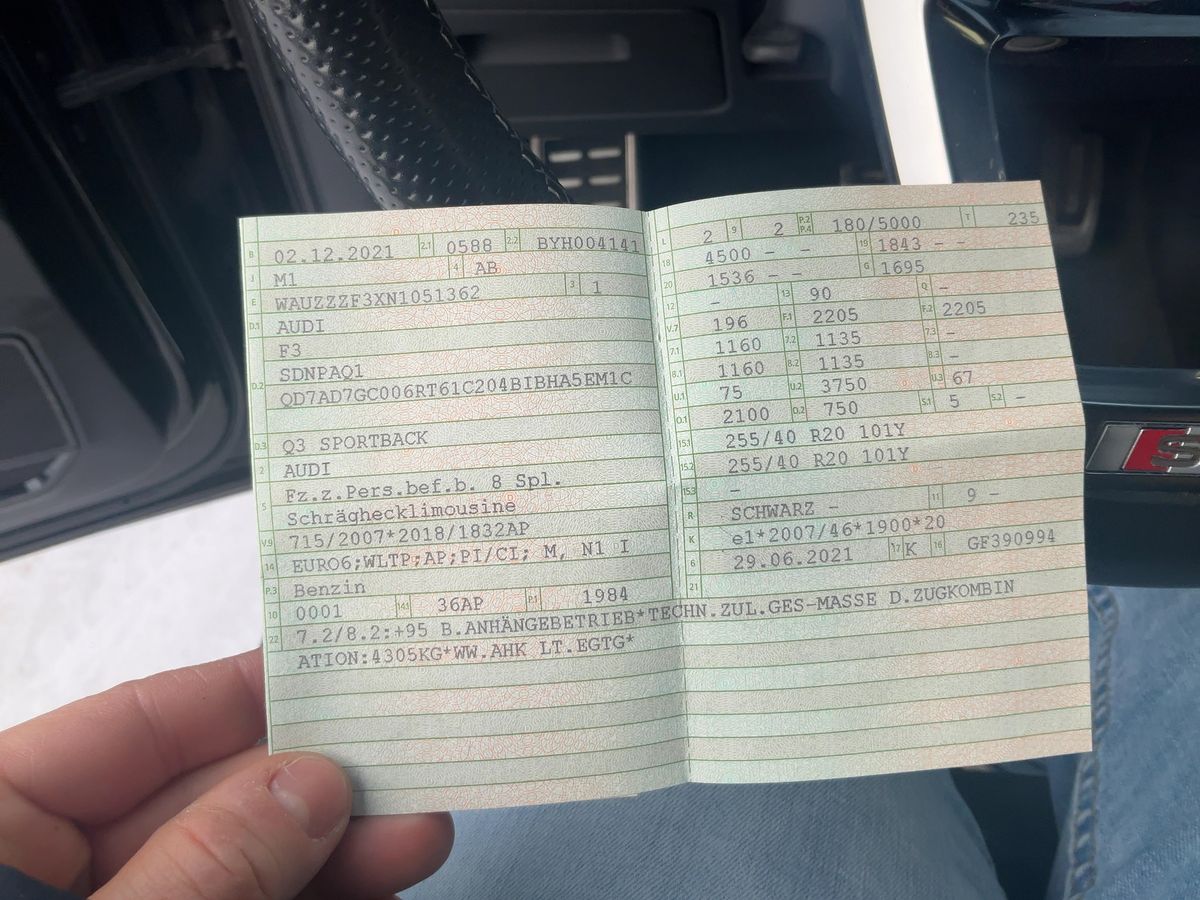 B 02.12.2021 2.1 0588 2.2 BYH004141
J M1 4 AB
E WAUZZZF3XN1051362 3 1
D.1 AUDI
F3
D.2 SDNPAQ1
QD7AD7GC006RT61C204BIBHA5EM1C
D.3 Q3 SPORTBACK
2 AUDI
5 Fz.z.Pers.bef.b. 8 Spl.
Schräghecklimousine
V.9 715/2007*2018/1832AP
14 EURO6;WLTP;AP;PI/CI; M, N1 I
P.3 Benzin
10 0001 14.1 36AP P.1 1984
22 7.2/8.2:+95 B.ANHÄNGEBETRIEB*TECHN.ZUL.GES-MASSE D.ZUGKOMBIN
ATION:4305KG*WW.AHK LT.EGTG*
L 2 9 2 P.2 P.4 180/5000 T 235
18 4500 - - 19 1843 - -
20 1536 - - G 1695
12 - 13 90 Q -
V.7 196 F.1 2205 F.2 2205
7.1 1160 7.2 1135 7.3 -
8.1 1160 8.2 1135 8.3 -
U.1 75 U.2 3750 U.3 67
O.1 2100 O.2 750 S.1 5 S.2 -
15.1 255/40 R20 101Y
15.2 255/40 R20 101Y
15.3 -
R SCHWARZ - 11 9 -
K e1*2007/46*1900*20
6 29.06.2021 17 K 16 GF390994
21
S